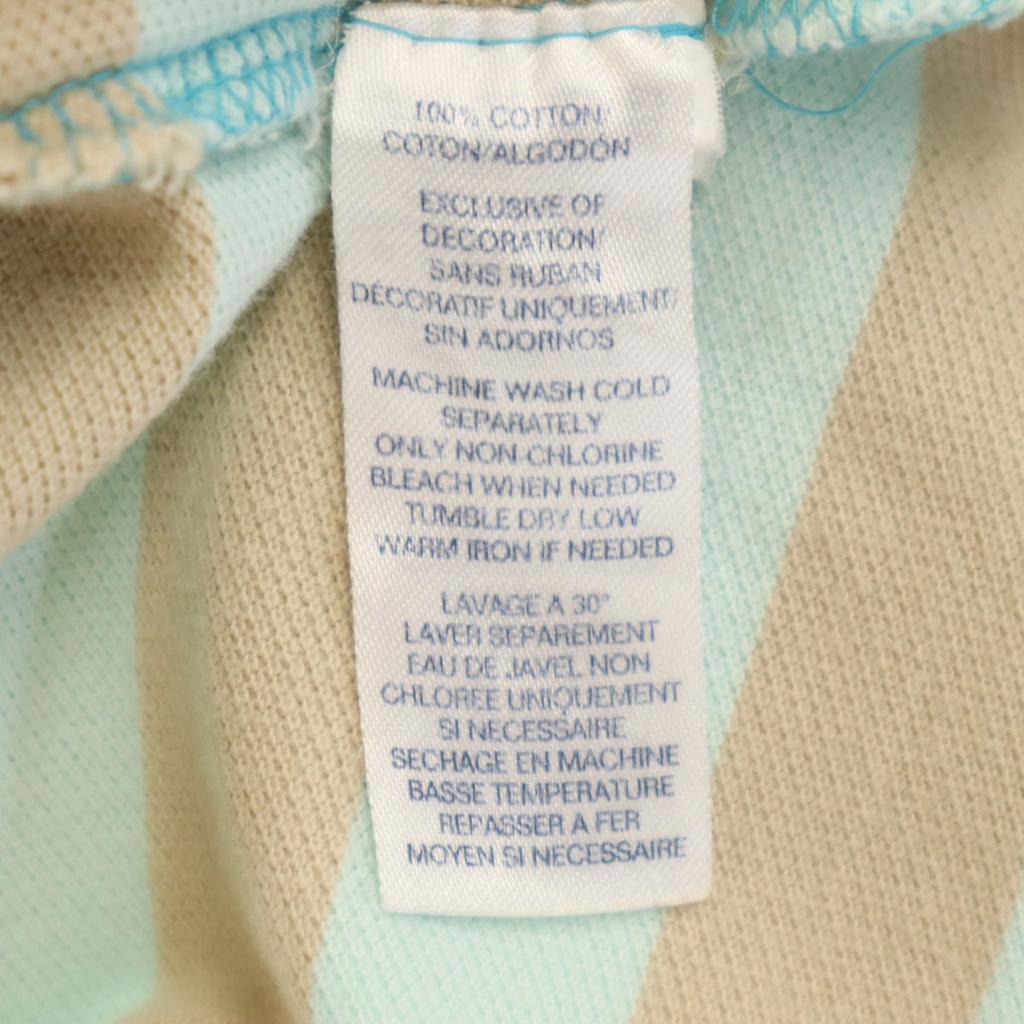 100% COTTON/
COTON/ALGODÓN
EXCLUSIVE OF
DECORATION/
SANS RUBAN
DÉCORATIF UNIQUEMENT/
SIN ADORNOS
MACHINE WASH COLD
SEPARATELY
ONLY NON-CHLORINE
BLEACH WHEN NEEDED
TUMBLE DRY LOW
WARM IRON IF NEEDED
LAVAGE A 30°
LAVER SEPAREMENT
EAU DE JAVEL NON
CHLOREE UNIQUEMENT
SI NECESSAIRE
SECHAGE EN MACHINE
BASSE TEMPERATURE
REPASSER A FER
MOYEN SI NECESSAIRE